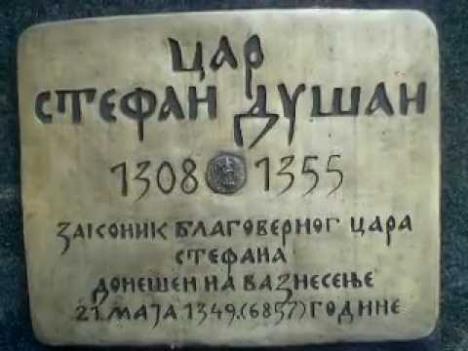 ЦАР
СТЕФАН ДУШАН
1308 1355
ЗАКОНИК БЛАГОВЕРНОГ ЦАРА
СТЕФАНА
ДОНЕШЕН НА ВАЗНЕСЕЊЕ
21 МАЈА 1349.(6857) ГОДИНЕ